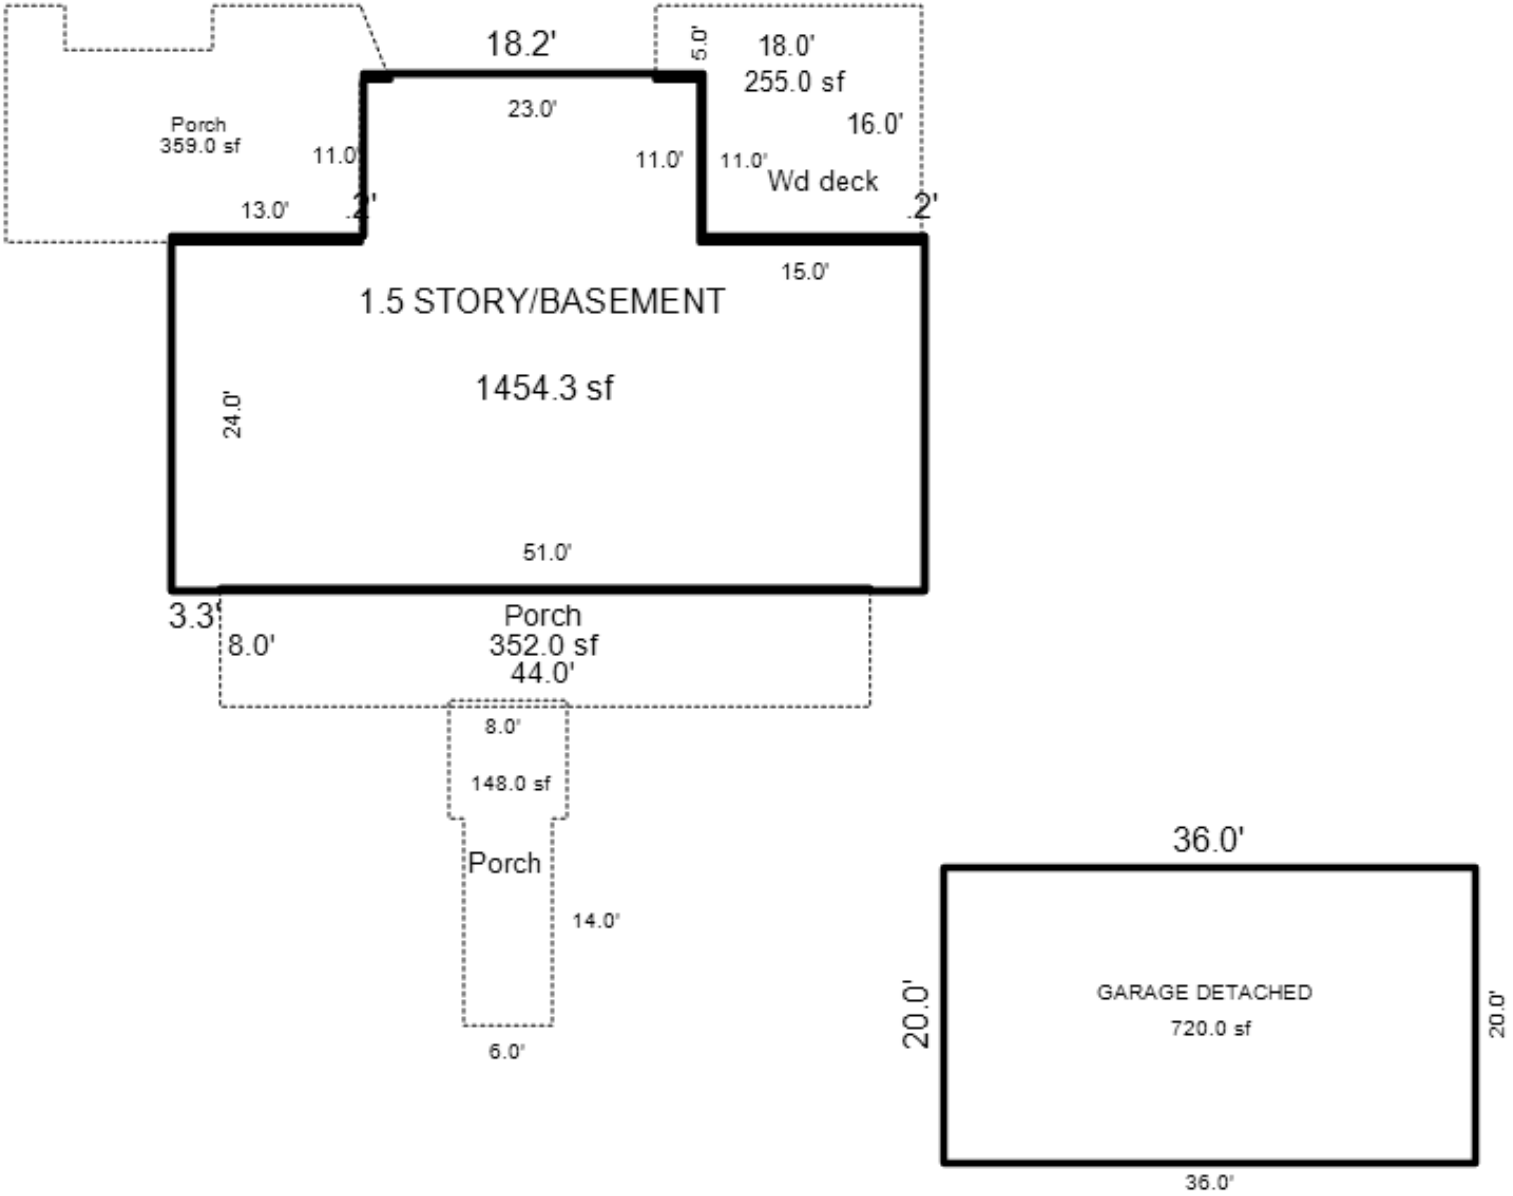 18.2'
5.0'
18.0'
255.0 sf
23.0'
16.0'
Porch
359.0 sf
11.0'
11.0'
11.0'
Wd deck
13.0'
.2'
.2'
15.0'
1.5 STORY/BASEMENT
1454.3 sf
24.0'
51.0'
3.3'
Porch
8.0'
352.0 sf
44.0'
8.0'
148.0 sf
Porch
14.0'
6.0'
36.0'
20.0'
GARAGE DETACHED
720.0 sf
20.0'
36.0'